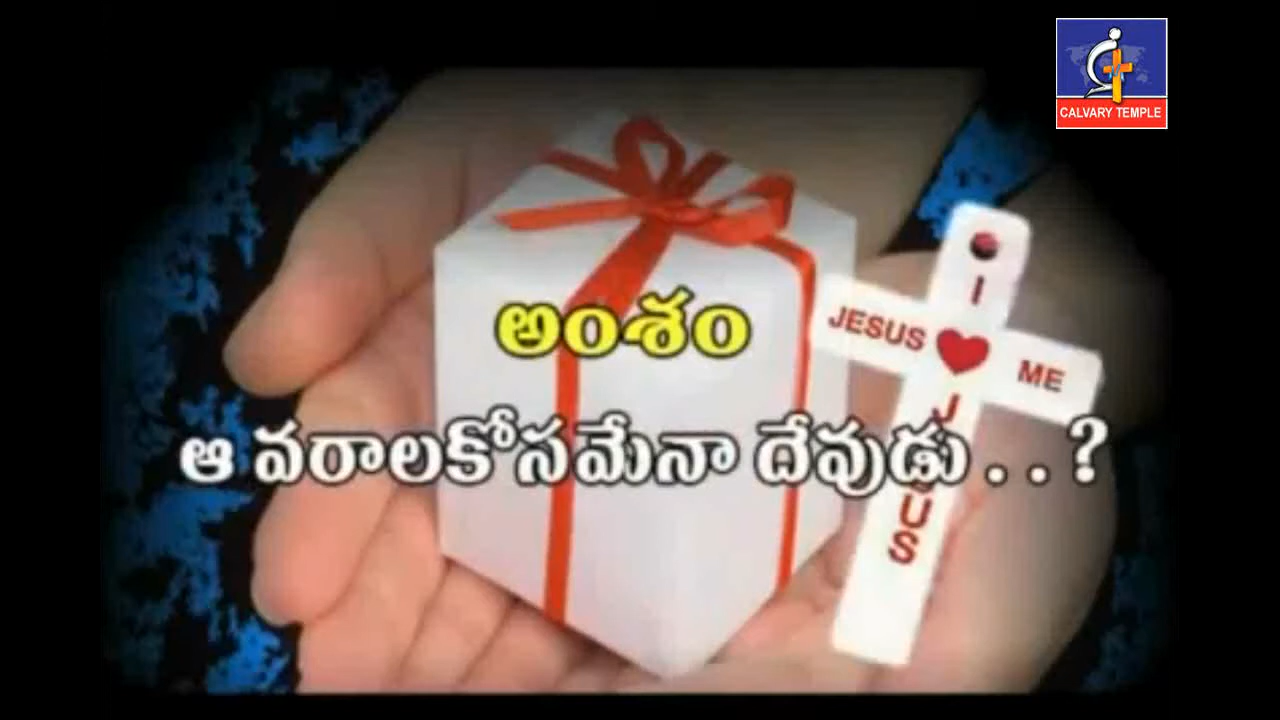 CALVARY TEMPLE
I
JESUS ME
JESUS
అంశం
ఆ వరాలకోసమేనా దేవుడు . . ?